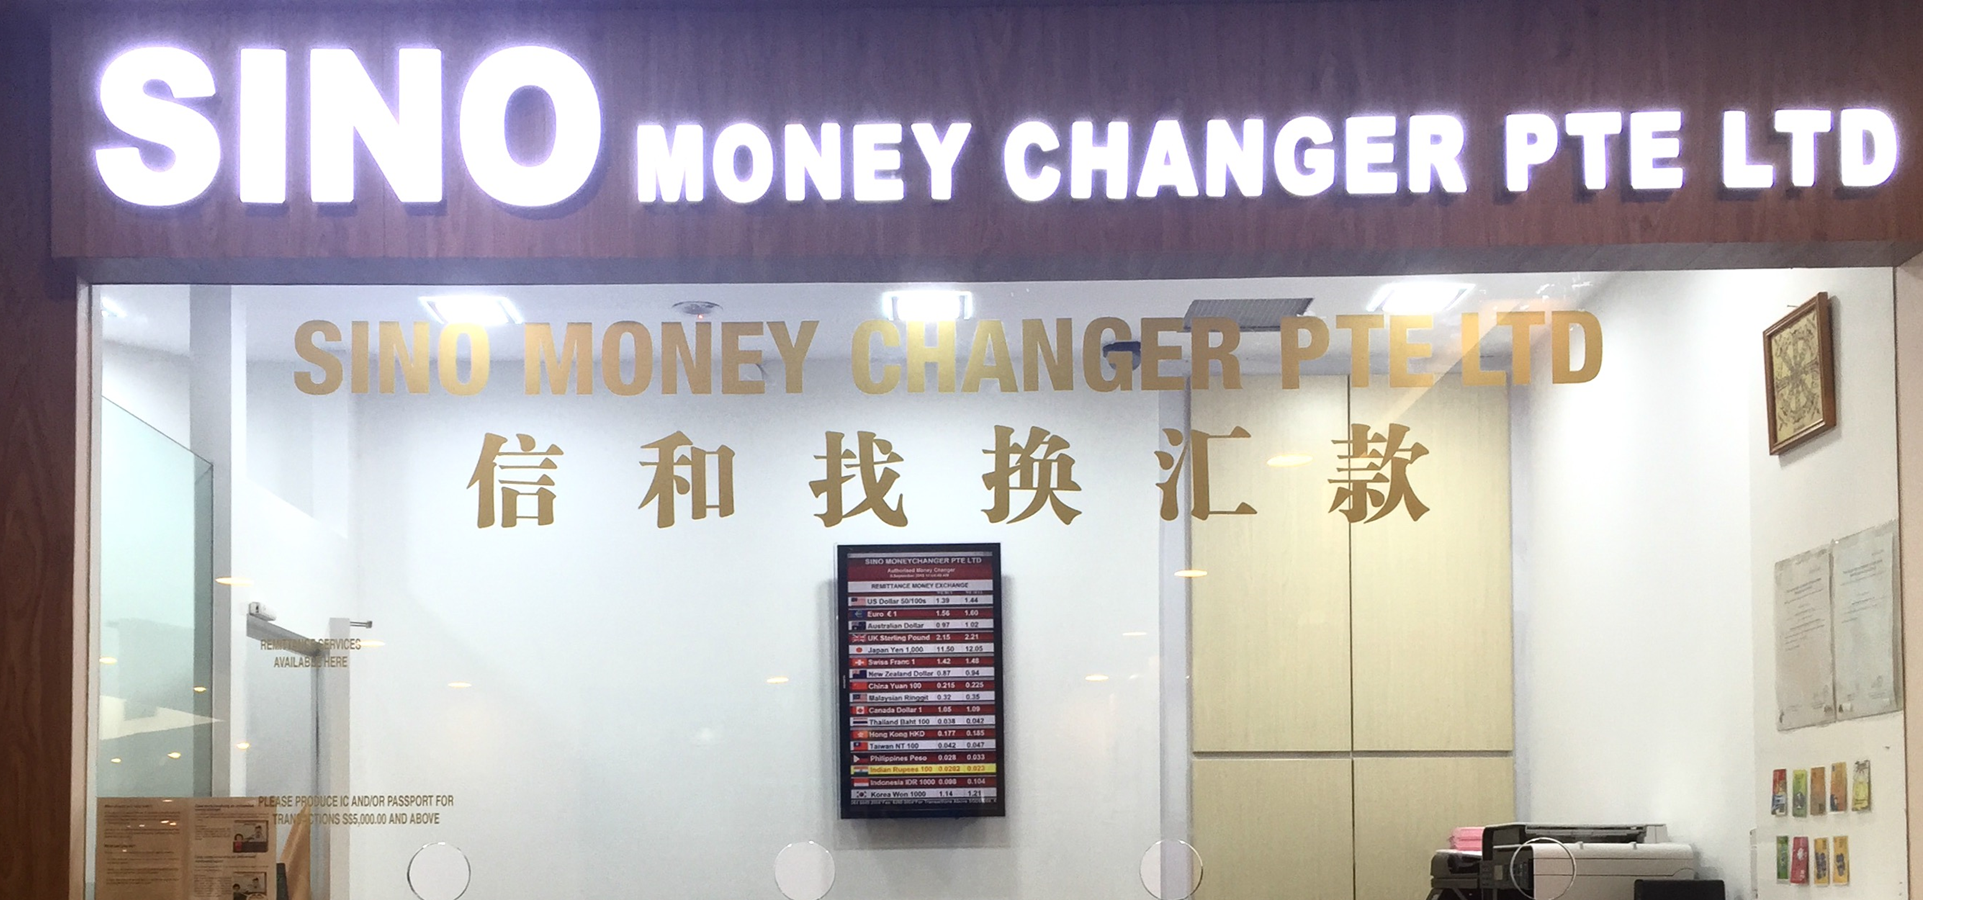 SINO MONEY CHANGER PTE LTD
SINO MONEY CHANGER PTE LTD
信和找换汇款
SINO MONEYCHANGER PTE LTD
Authorised Money Changer
REMITTANCE MONEY EXCHANGE
US Dollar 50/100s 1.39 1.44
Euro € 1 1.56 1.60
Australian Dollar 0.97 1.02
UK Sterling Pound 2.15 2.21
Japan Yen 1,000 11.50 12.05
Swiss Franc 1 1.42 1.48
New Zealand Dollar 0.87 0.94
China Yuan 100 0.215 0.225
Malaysian Ringgit 0.32 0.35
Canada Dollar 1 1.05 1.09
Thailand Baht 100 0.038 0.042
Hong Kong HKD 0.177 0.185
Taiwan NT 100 0.042 0.047
Philippines Peso 0.028 0.033
Indian Rupees 100 0.0202 0.023
Indonesia IDR 1000 0.104
Korea Won 1000 1.14 1.21
REMITTANCE SERVICES
AVAILABLE HERE
PLEASE PRODUCE IC AND/OR PASSPORT FOR
TRANSACTIONS S$5,000.00 AND ABOVE